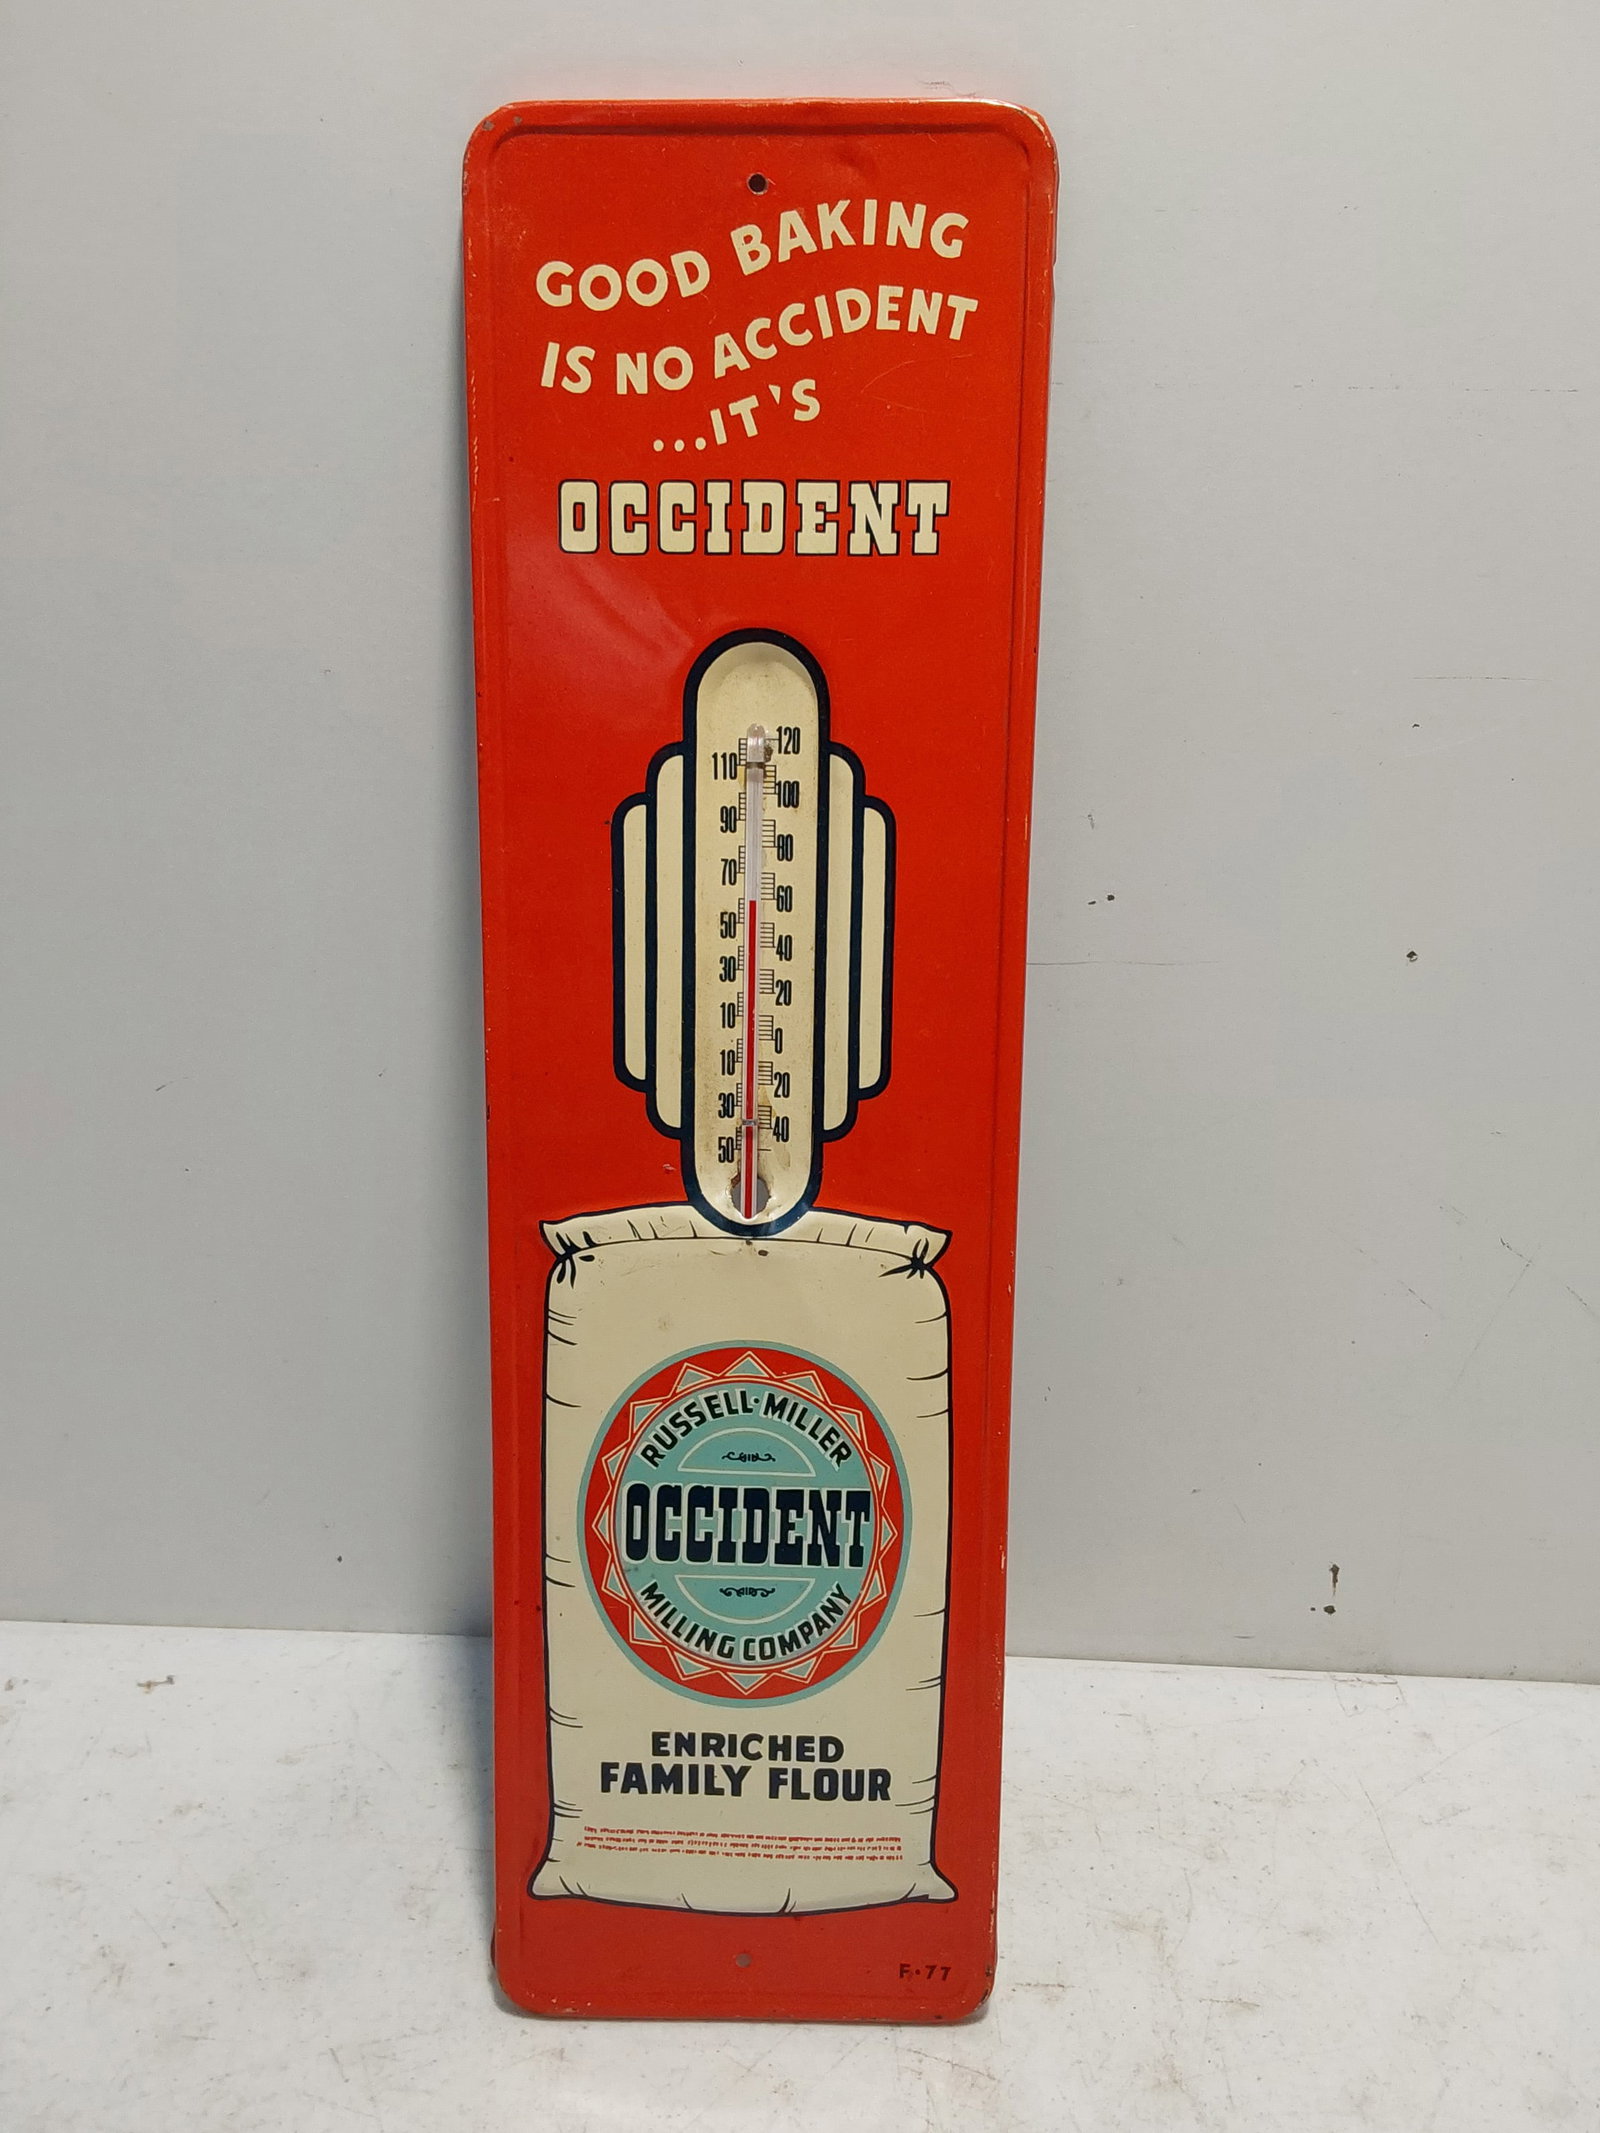 GOOD BAKING
IS NO ACCIDENT
...IT'S
OCCIDENT
120
110
100
90
80
70
60
50
40
30
20
10
0
10
20
30
40
50
RUSSELL·MILLER
OCCIDENT
MILLING COMPANY
ENRICHED
FAMILY FLOUR
F·77